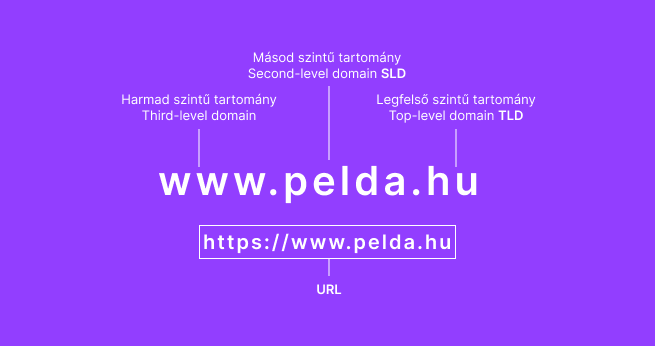 Másod szintű tartomány
Second-level domain SLD
Harmad szintű tartomány
Third-level domain
Legfelső szintű tartomány
Top-level domain TLD
www.pelda.hu
https://www.pelda.hu
URL